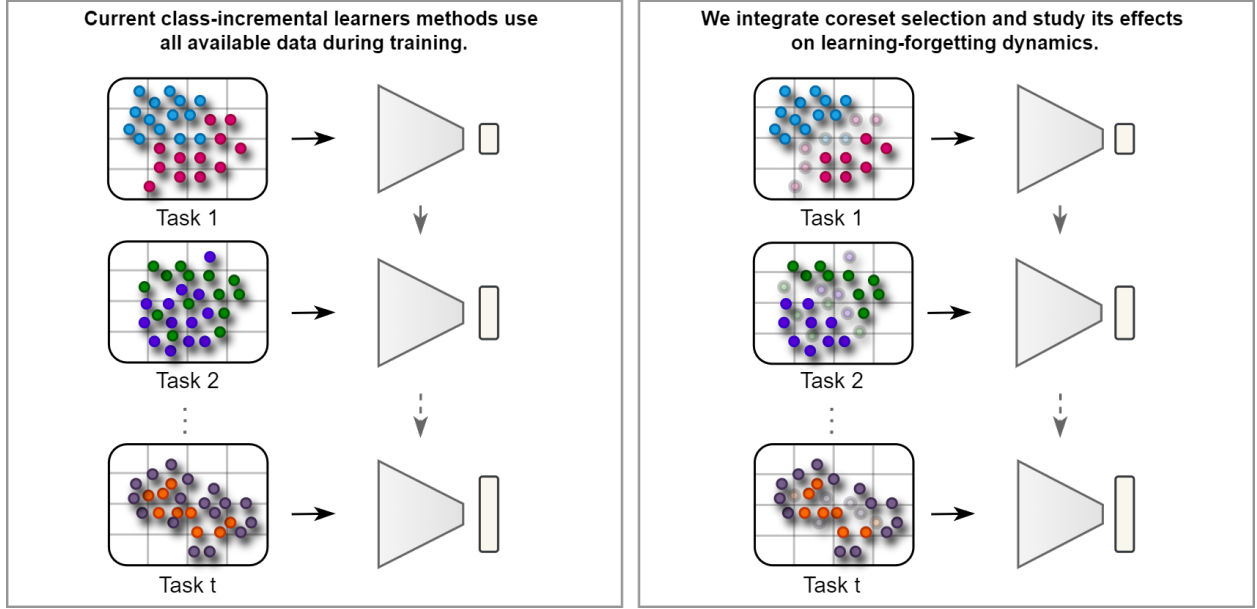 Current class-incremental learners methods use
all available data during training.
Task 1
Task 2
Task t
We integrate coreset selection and study its effects
on learning-forgetting dynamics.
Task 1
Task 2
Task t